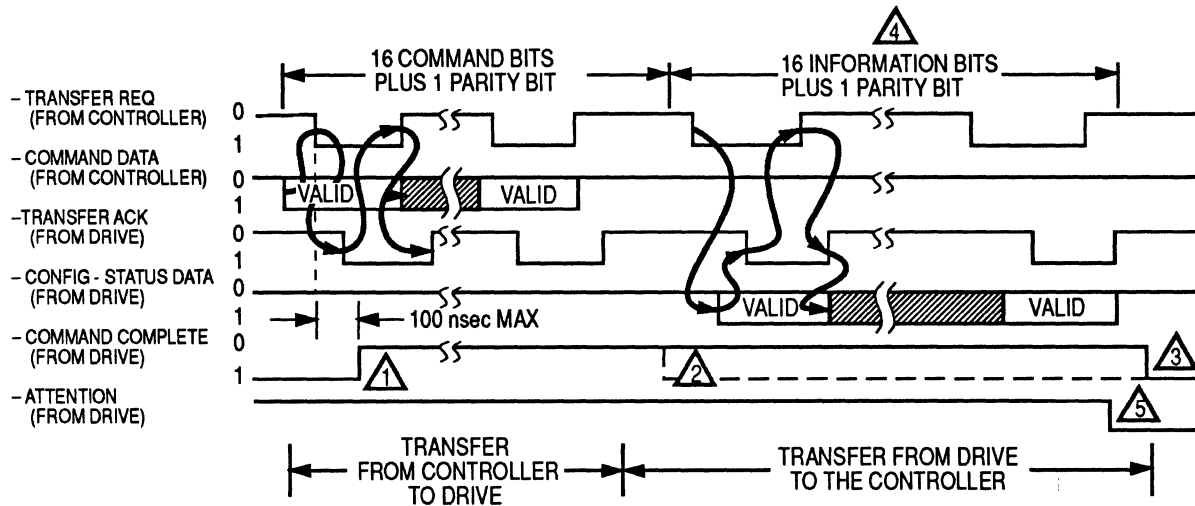 4
16 COMMAND BITS
PLUS 1 PARITY BIT
16 INFORMATION BITS
PLUS 1 PARITY BIT
– TRANSFER REQ
(FROM CONTROLLER)
0
1
– COMMAND DATA
(FROM CONTROLLER)
0
1
VALID
VALID
–TRANSFER ACK
(FROM DRIVE)
0
1
– CONFIG - STATUS DATA
(FROM DRIVE)
0
1
VALID
VALID
100 nsec MAX
– COMMAND COMPLETE
(FROM DRIVE)
0
1
1
2
3
– ATTENTION
(FROM DRIVE)
5
TRANSFER
FROM CONTROLLER
TO DRIVE
TRANSFER FROM DRIVE
TO THE CONTROLLER